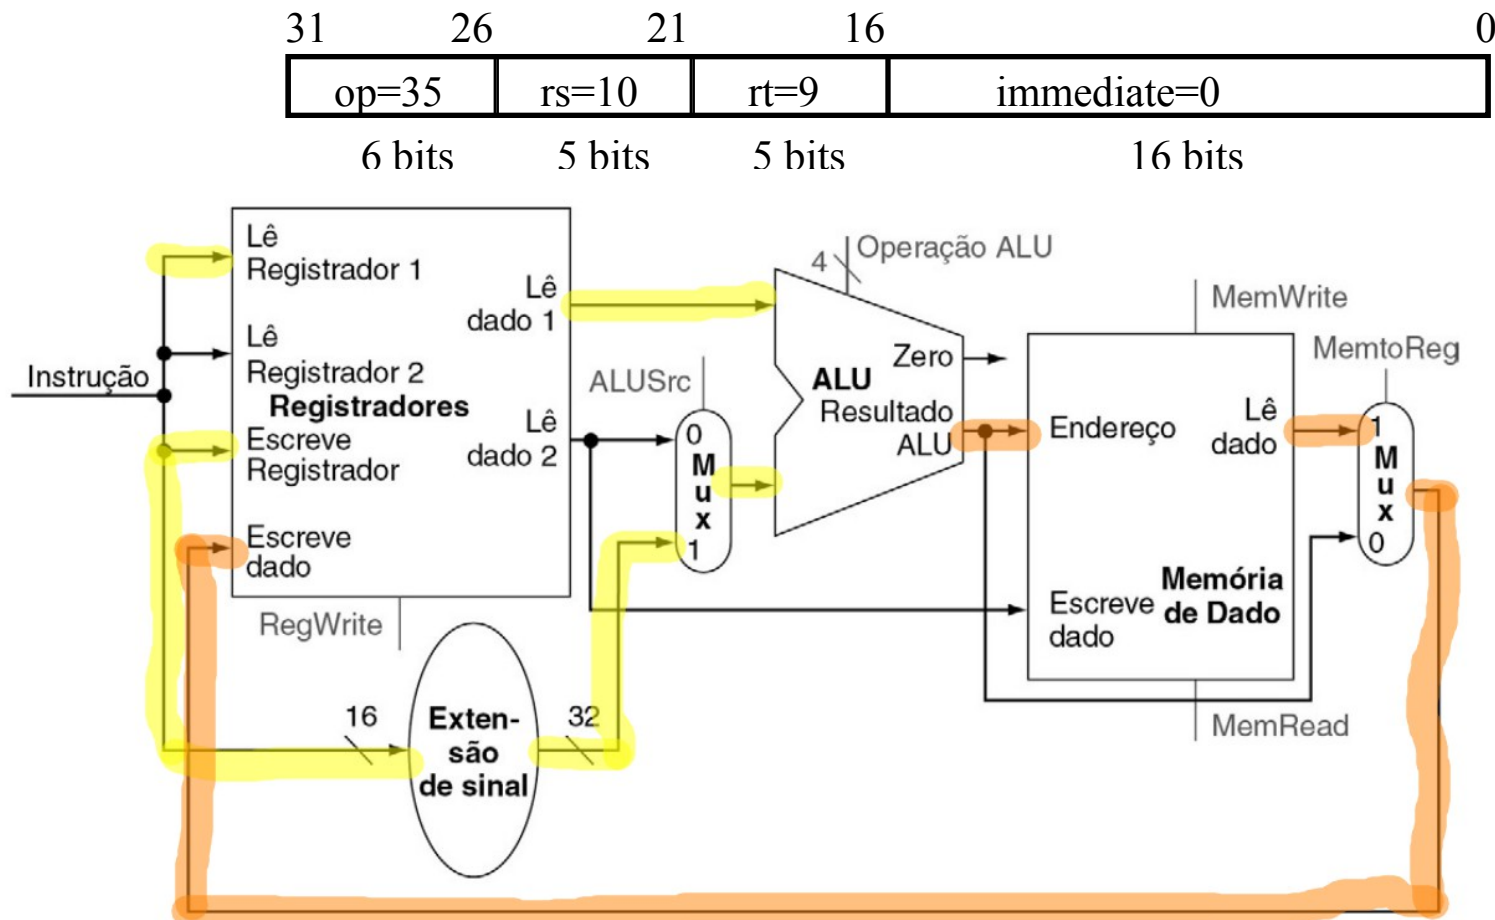 31 26 21 16 0
op=35 rs=10 rt=9 immediate=0
6 bits 5 bits 5 bits 16 bits
Instrução
Lê
Registrador 1
Lê
Registrador 2
Registradores
Escreve
Registrador
Escreve
dado
Lê
dado 1
Lê
dado 2
RegWrite
16
Exten-
são
de sinal
32
ALUSrc
0
M
u
x
1
4
Operação ALU
Zero
ALU
Resultado
ALU
MemWrite
Endereço
Lê
dado
Escreve
dado
Memória
de Dado
MemRead
MemtoReg
1
M
u
x
0